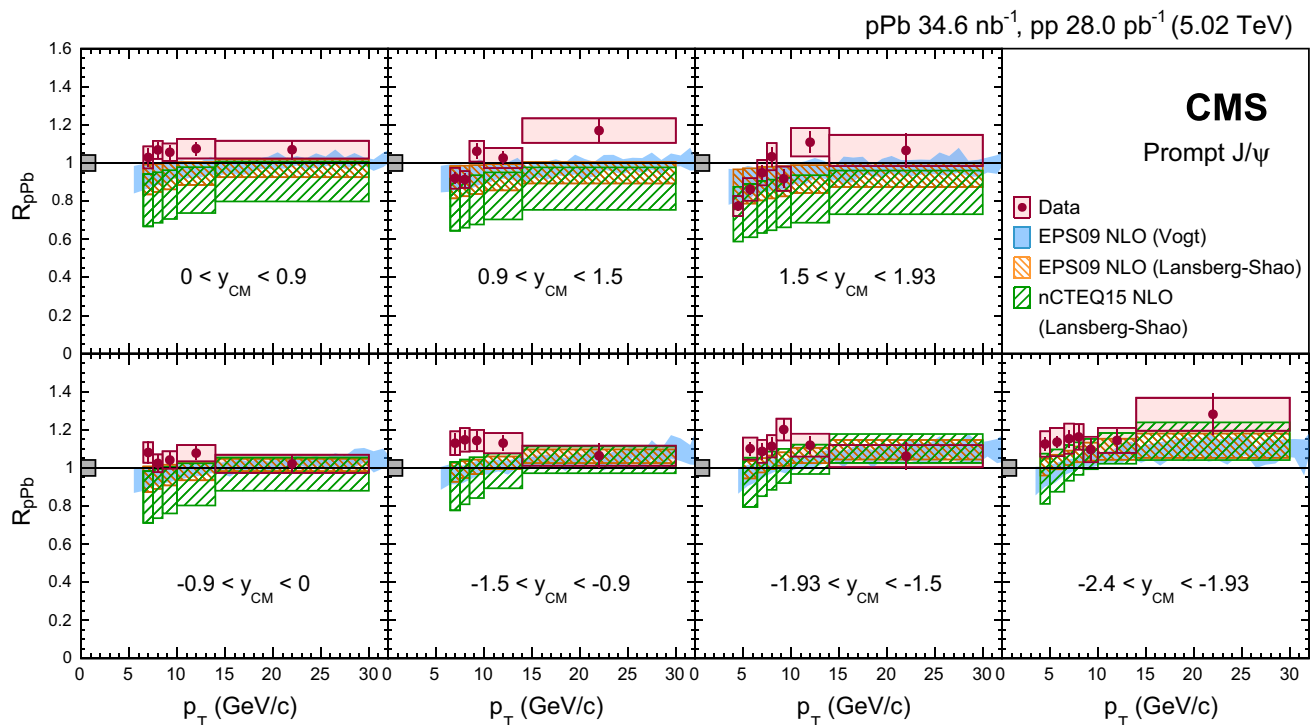 pPb 34.6 nb⁻¹, pp 28.0 pb⁻¹ (5.02 TeV)
R_pPb
1.6
1.4
1.2
1
0.8
0.6
0.4
0.2
0
0 < y_CM < 0.9
0.9 < y_CM < 1.5
1.5 < y_CM < 1.93
CMS
Prompt J/ψ
Data
EPS09 NLO (Vogt)
EPS09 NLO (Lansberg-Shao)
nCTEQ15 NLO
(Lansberg-Shao)
R_pPb
1.4
1.2
1
0.8
0.6
0.4
0.2
0
-0.9 < y_CM < 0
-1.5 < y_CM < -0.9
-1.93 < y_CM < -1.5
-2.4 < y_CM < -1.93
0 5 10 15 20 25 30 0 5 10 15 20 25 30 0 5 10 15 20 25 30 0 5 10 15 20 25 30
p_T (GeV/c) p_T (GeV/c) p_T (GeV/c) p_T (GeV/c)